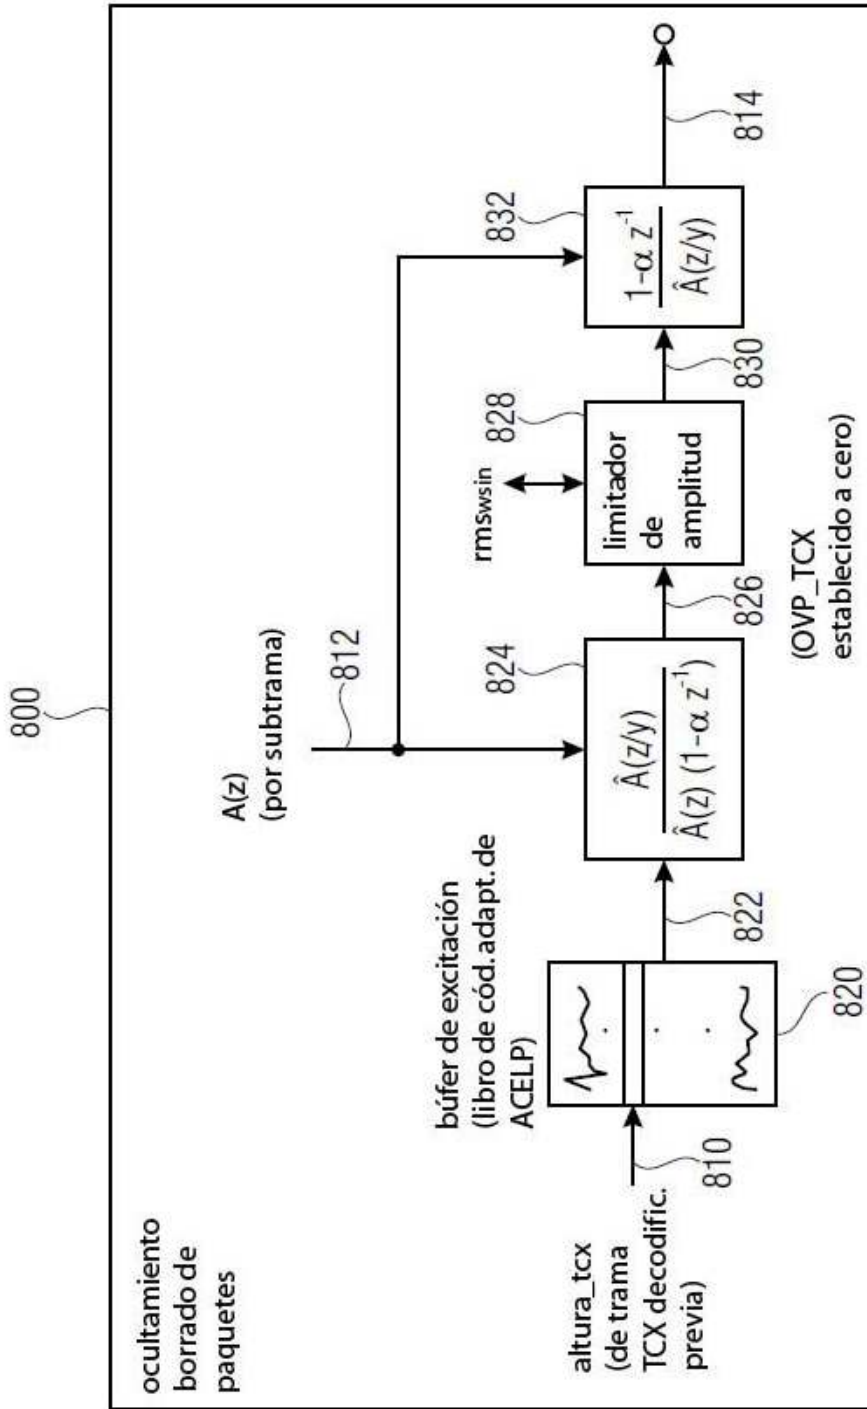 800
ocultamiento
borrado de
paquetes
A(z)
(por subtrama)
812
altura_tcx
(de trama
TCX decodific.
previa)
810
búfer de excitación
(libro de cód.adapt.de
ACELP)
820
822
824
Â(z/y)
Â(z) (1-α z⁻¹)
826
rmswsin
828
limitador
de
amplitud
(OVP_TCX
establecido a cero)
830
832
1-α z⁻¹
Â(z/y)
814